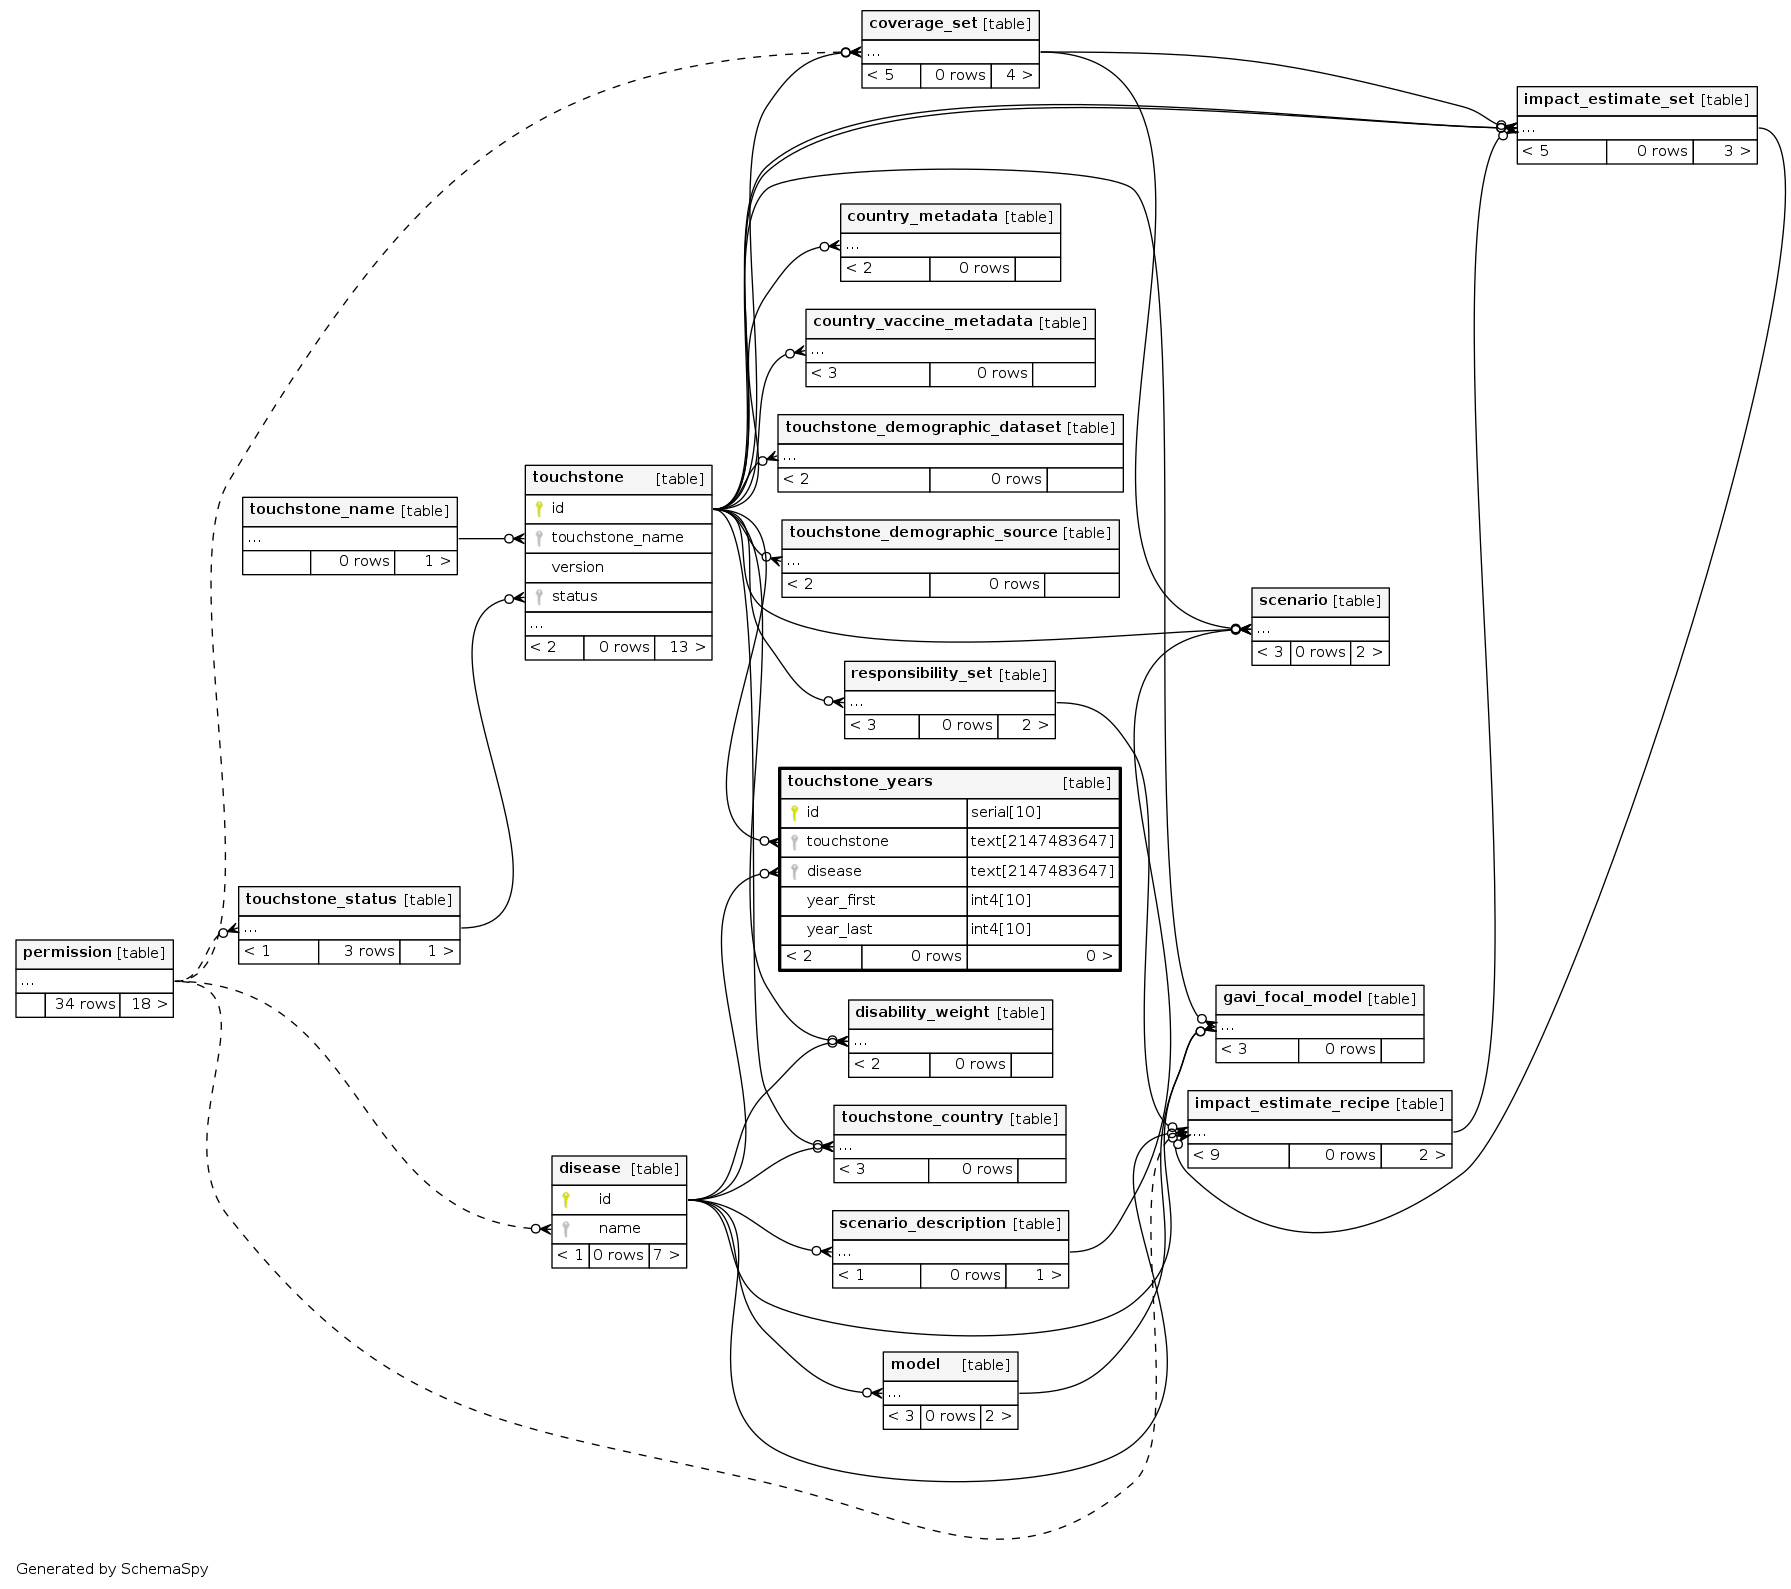 coverage_set [table]
...
< 5 0 rows 4 >
impact_estimate_set [table]
...
< 5 0 rows 3 >
country_metadata [table]
...
< 2 0 rows
country_vaccine_metadata [table]
...
< 3 0 rows
touchstone_demographic_dataset [table]
...
< 2 0 rows
touchstone [table]
id
touchstone_name
version
status
...
< 2 0 rows 13 >
touchstone_name [table]
...
0 rows 1 >
touchstone_demographic_source [table]
...
< 2 0 rows
scenario [table]
...
< 3 0 rows 2 >
responsibility_set [table]
...
< 3 0 rows 2 >
touchstone_years [table]
id serial[10]
touchstone text[2147483647]
disease text[2147483647]
year_first int4[10]
year_last int4[10]
< 2 0 rows 0 >
touchstone_status [table]
...
< 1 3 rows 1 >
permission [table]
...
34 rows 18 >
gavi_focal_model [table]
...
< 3 0 rows
disability_weight [table]
...
< 2 0 rows
impact_estimate_recipe [table]
...
< 9 0 rows 2 >
touchstone_country [table]
...
< 3 0 rows
disease [table]
id
name
< 1 0 rows 7 >
scenario_description [table]
...
< 1 0 rows 1 >
model [table]
...
< 3 0 rows 2 >
Generated by SchemaSpy